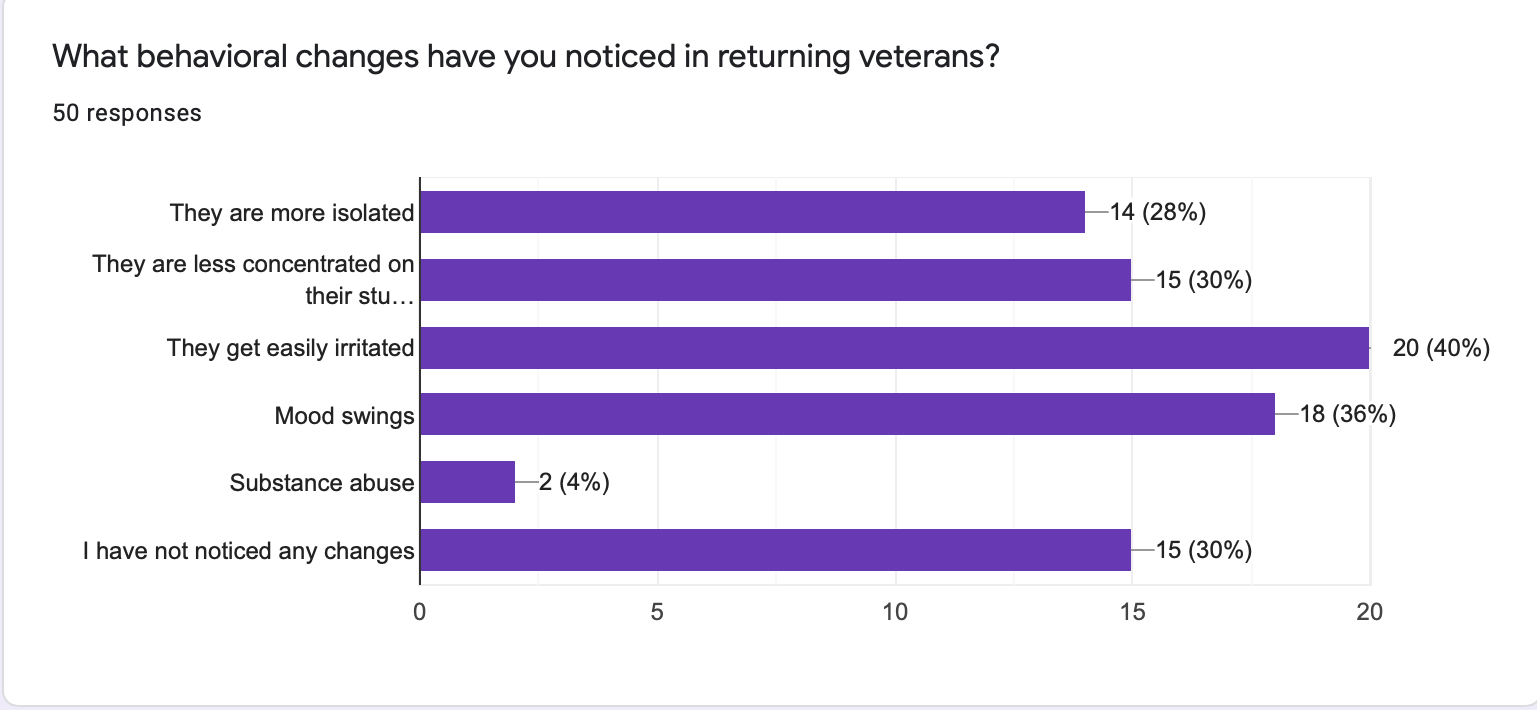 What behavioral changes have you noticed in returning veterans?
50 responses
They are more isolated
14 (28%)
They are less concentrated on
their stu…
15 (30%)
They get easily irritated
20 (40%)
Mood swings
18 (36%)
Substance abuse
2 (4%)
I have not noticed any changes
15 (30%)
0 5 10 15 20